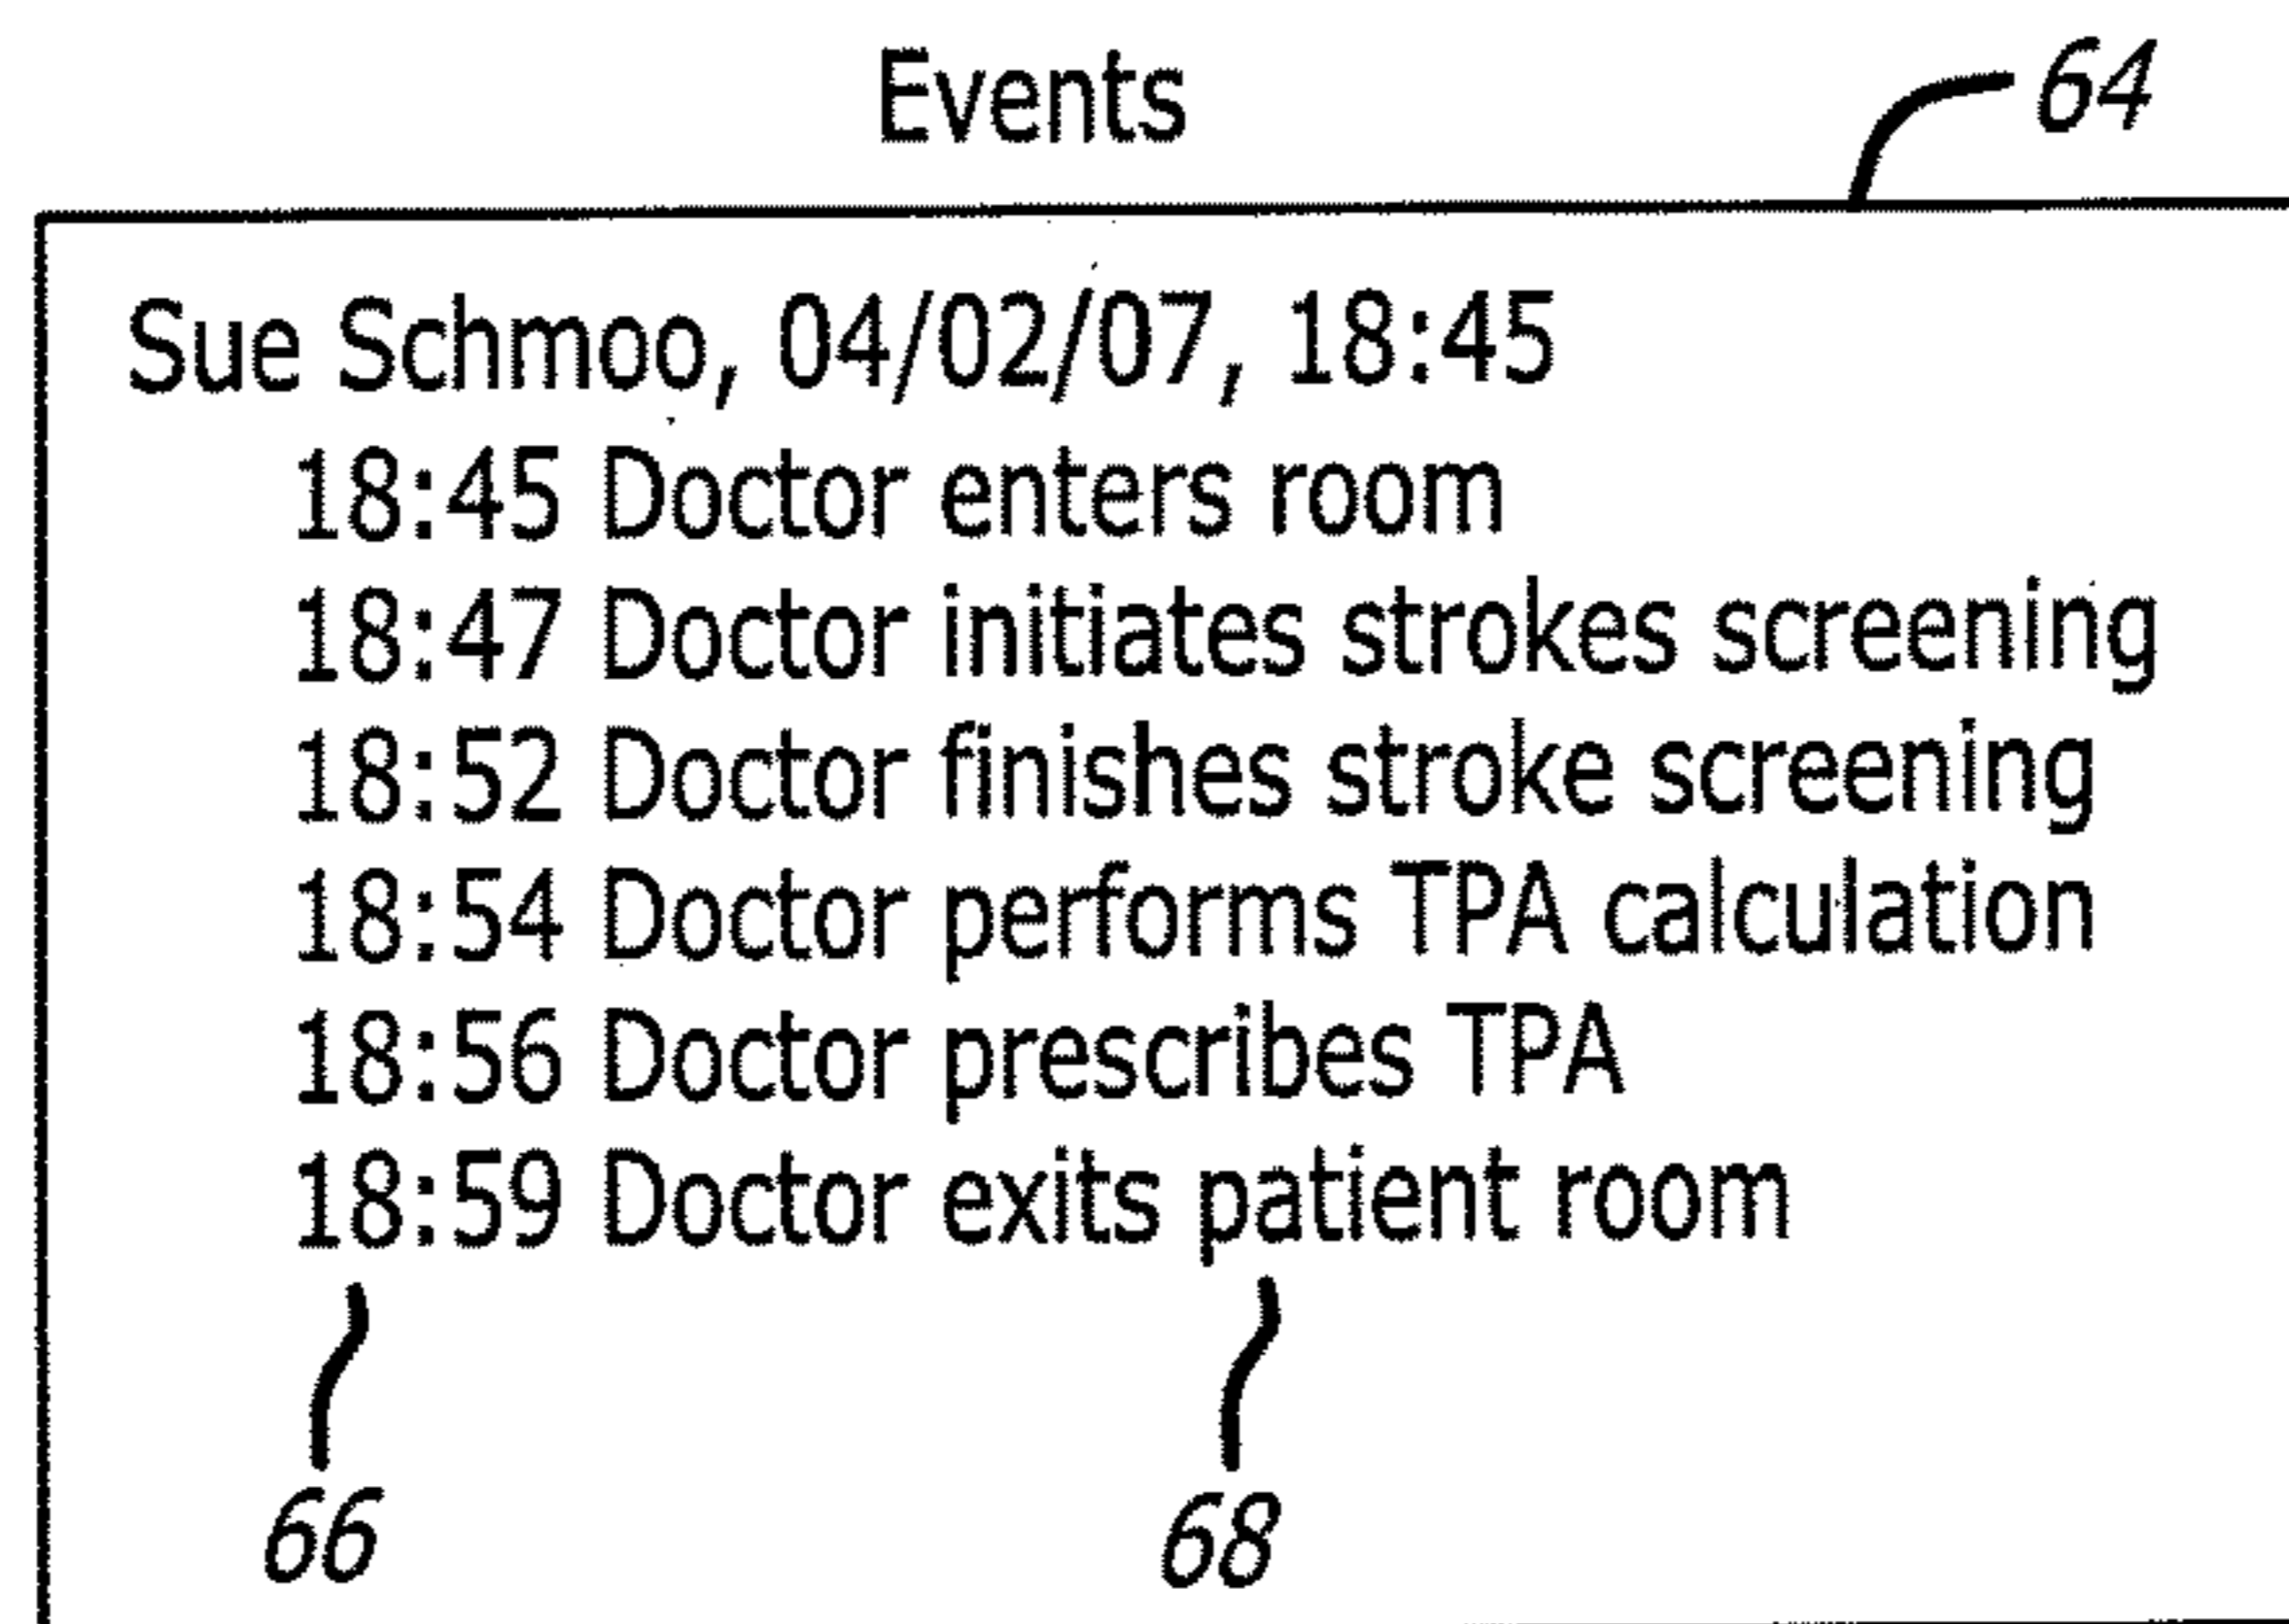 Events
64
Sue Schmoo, 04/02/07, 18:45
18:45 Doctor enters room
18:47 Doctor initiates strokes screening
18:52 Doctor finishes stroke screening
18:54 Doctor performs TPA calculation
18:56 Doctor prescribes TPA
18:59 Doctor exits patient room
66 68